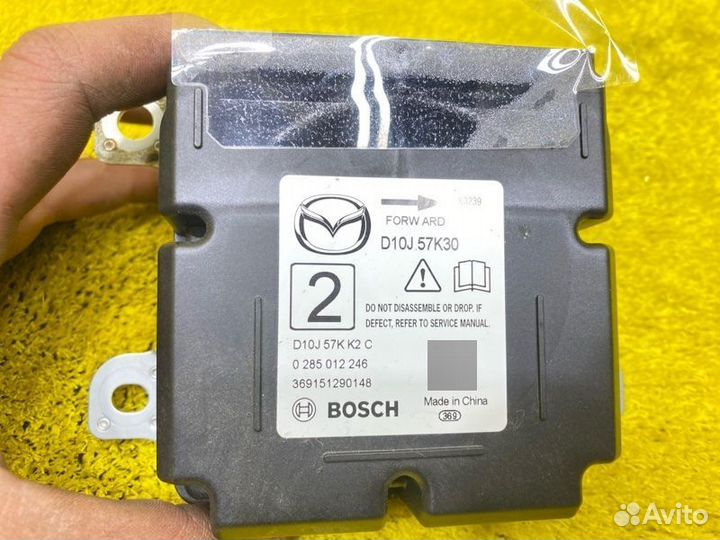 X3239
FORWARD
D10J 57K30
2
DO NOT DISASSEMBLE OR DROP. IF
DEFECT, REFER TO SERVICE MANUAL.
D10J 57K K2 C
0 285 012 246
369151290148
Made in China
369
BOSCH
Avito